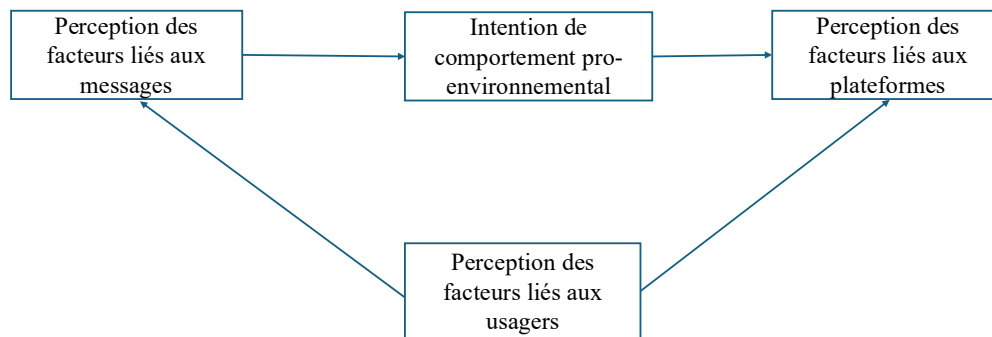 Perception des
facteurs liés aux
messages
Intention de
comportement pro-
environnemental
Perception des
facteurs liés aux
plateformes
Perception des
facteurs liés aux
usagers